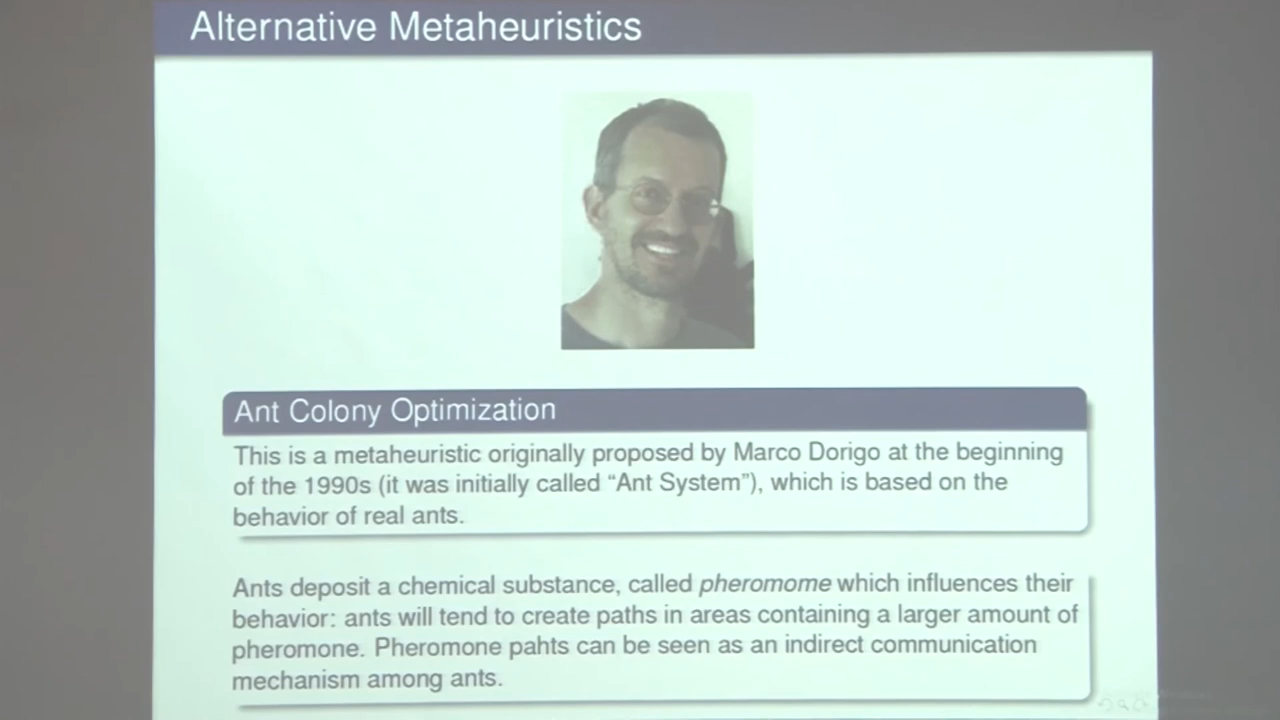 Alternative Metaheuristics
Ant Colony Optimization
This is a metaheuristic originally proposed by Marco Dorigo at the beginning
of the 1990s (it was initially called “Ant System”), which is based on the
behavior of real ants.
Ants deposit a chemical substance, called pheromome which influences their
behavior: ants will tend to create paths in areas containing a larger amount of
pheromone. Pheromone pahts can be seen as an indirect communication
mechanism among ants.